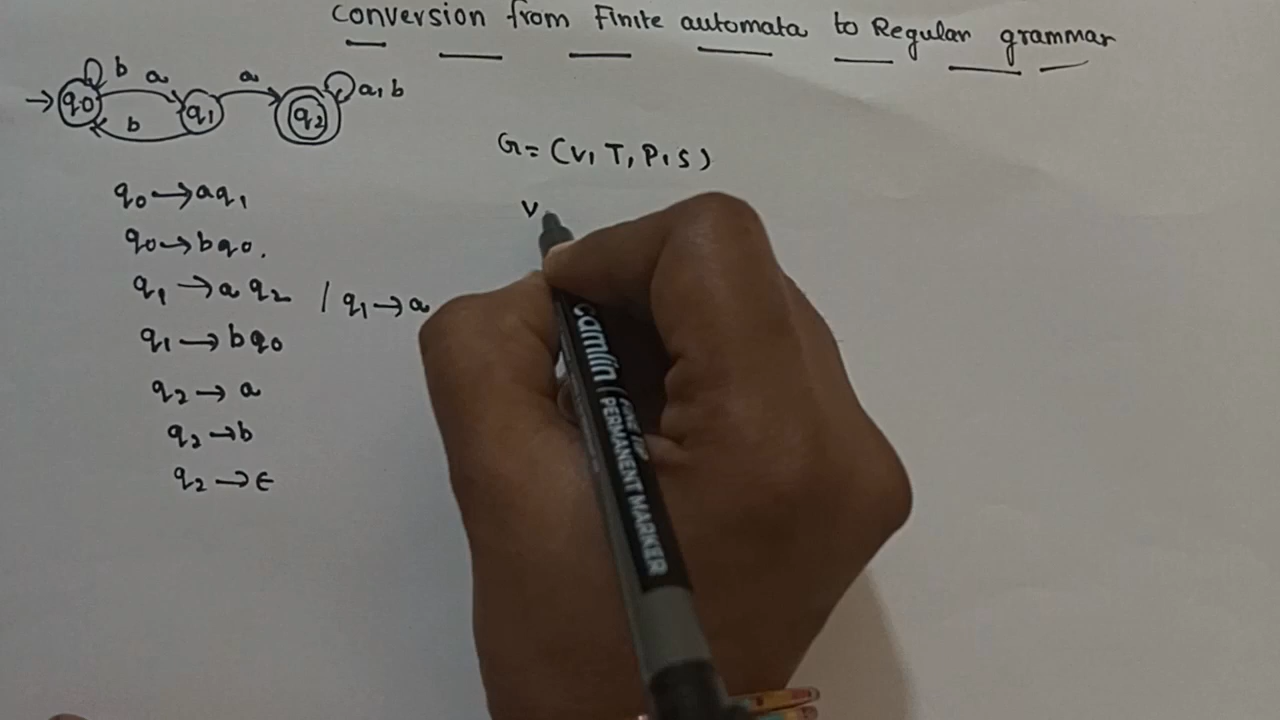 conversion from Finite automata to Regular grammar
b a a a,b
→ q0 q1 q2
b
G = (V, T, P, S)
q0 → aq1
V
q0 → bq0.
q1 → a q2 / q1 → a
q1 → bq0
q2 → a
q2 → b
q2 → ϵ
camlin
PERMANENT MARKER